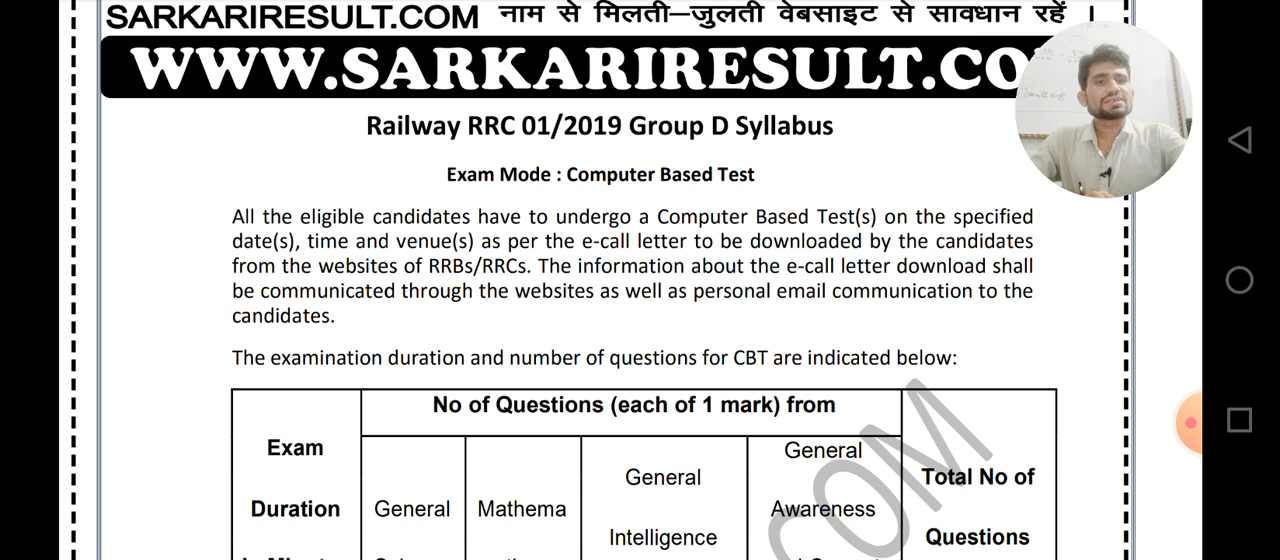 SARKARIRESULT.COM नाम से मिलती–जुलती वेबसाइट से सावधान रहें ।
WWW.SARKARIRESULT.CO
Railway RRC 01/2019 Group D Syllabus
Exam Mode : Computer Based Test
All the eligible candidates have to undergo a Computer Based Test(s) on the specified
date(s), time and venue(s) as per the e-call letter to be downloaded by the candidates
from the websites of RRBs/RRCs. The information about the e-call letter download shall
be communicated through the websites as well as personal email communication to the
candidates.
The examination duration and number of questions for CBT are indicated below:
No of Questions (each of 1 mark) from
Exam
Duration
General
Mathema
General
Intelligence
General
Awareness
Total No of
Questions
COM